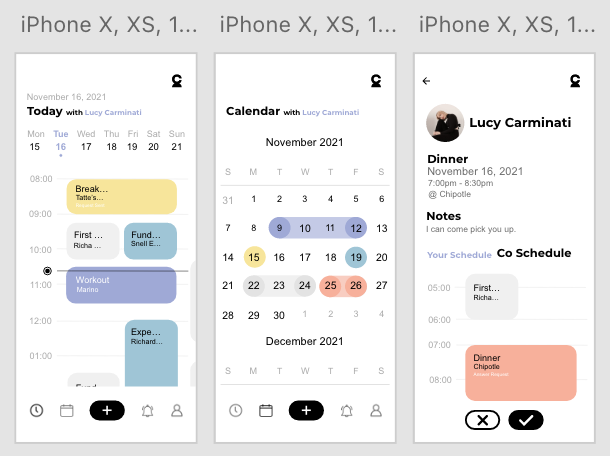 iPhone X, XS, 1...
November 16, 2021
Today with Lucy Carminati
Mon Tue Wed Thu Fri Sat Sun
15 16 17 18 19 20 21
08:00
Break...
Tatte's...
09:00
First ...
Richa ...
Fund...
Snell E...
10:00
Workout
Marino
11:00
12:00
Expe...
Richard...
01:00
Fund
iPhone X, XS, 1...
Calendar with Lucy Carminati
November 2021
S M T W T F S
31 1 2 3 4 5 6
7 8 9 10 11 12 13
14 15 16 17 18 19 20
21 22 23 24 25 26 27
28 29 30 1 2 3 4
December 2021
S M T W T F S
iPhone X, XS, 1...
Lucy Carminati
Dinner
November 16, 2021
7:00pm - 8:30pm
@ Chipotle
Notes
I can come pick you up.
Your Schedule Co Schedule
05:00
First...
Richa...
06:00
07:00
Dinner
Chipotle
Answer Request
08:00